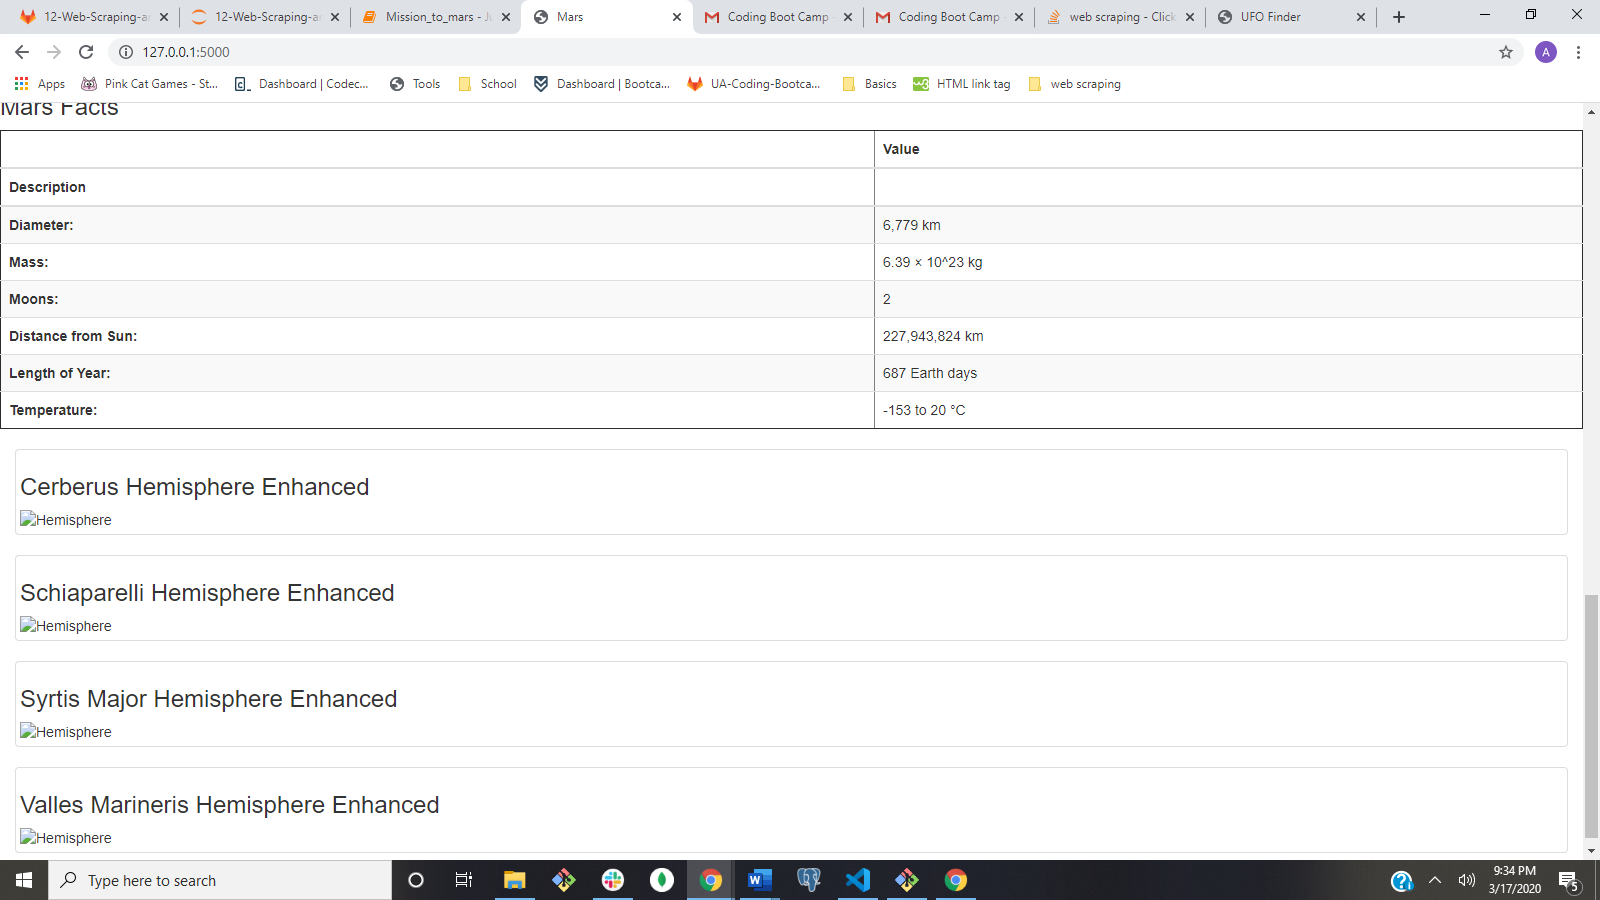 12-Web-Scraping-a
12-Web-Scraping-a
Mission_to_mars - Ju
Mars
Coding Boot Camp
Coding Boot Camp
web scraping - Click
UFO Finder
127.0.0.1:5000
A
Apps
Pink Cat Games - St...
Dashboard | Codec...
Tools
School
Dashboard | Bootca...
UA-Coding-Bootca...
Basics
HTML link tag
web scraping
Mars Facts
Value
Description
Diameter: 6,779 km
Mass: 6.39 × 10^23 kg
Moons: 2
Distance from Sun: 227,943,824 km
Length of Year: 687 Earth days
Temperature: -153 to 20 °C
Cerberus Hemisphere Enhanced
Hemisphere
Schiaparelli Hemisphere Enhanced
Hemisphere
Syrtis Major Hemisphere Enhanced
Hemisphere
Valles Marineris Hemisphere Enhanced
Hemisphere
Type here to search
9:34 PM
3/17/2020
5